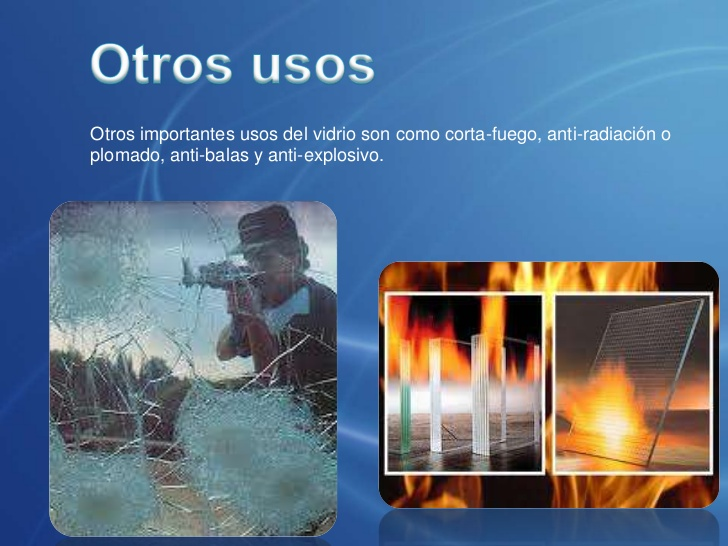 Otros usos
Otros importantes usos del vidrio son como corta-fuego, anti-radiación o
plomado, anti-balas y anti-explosivo.